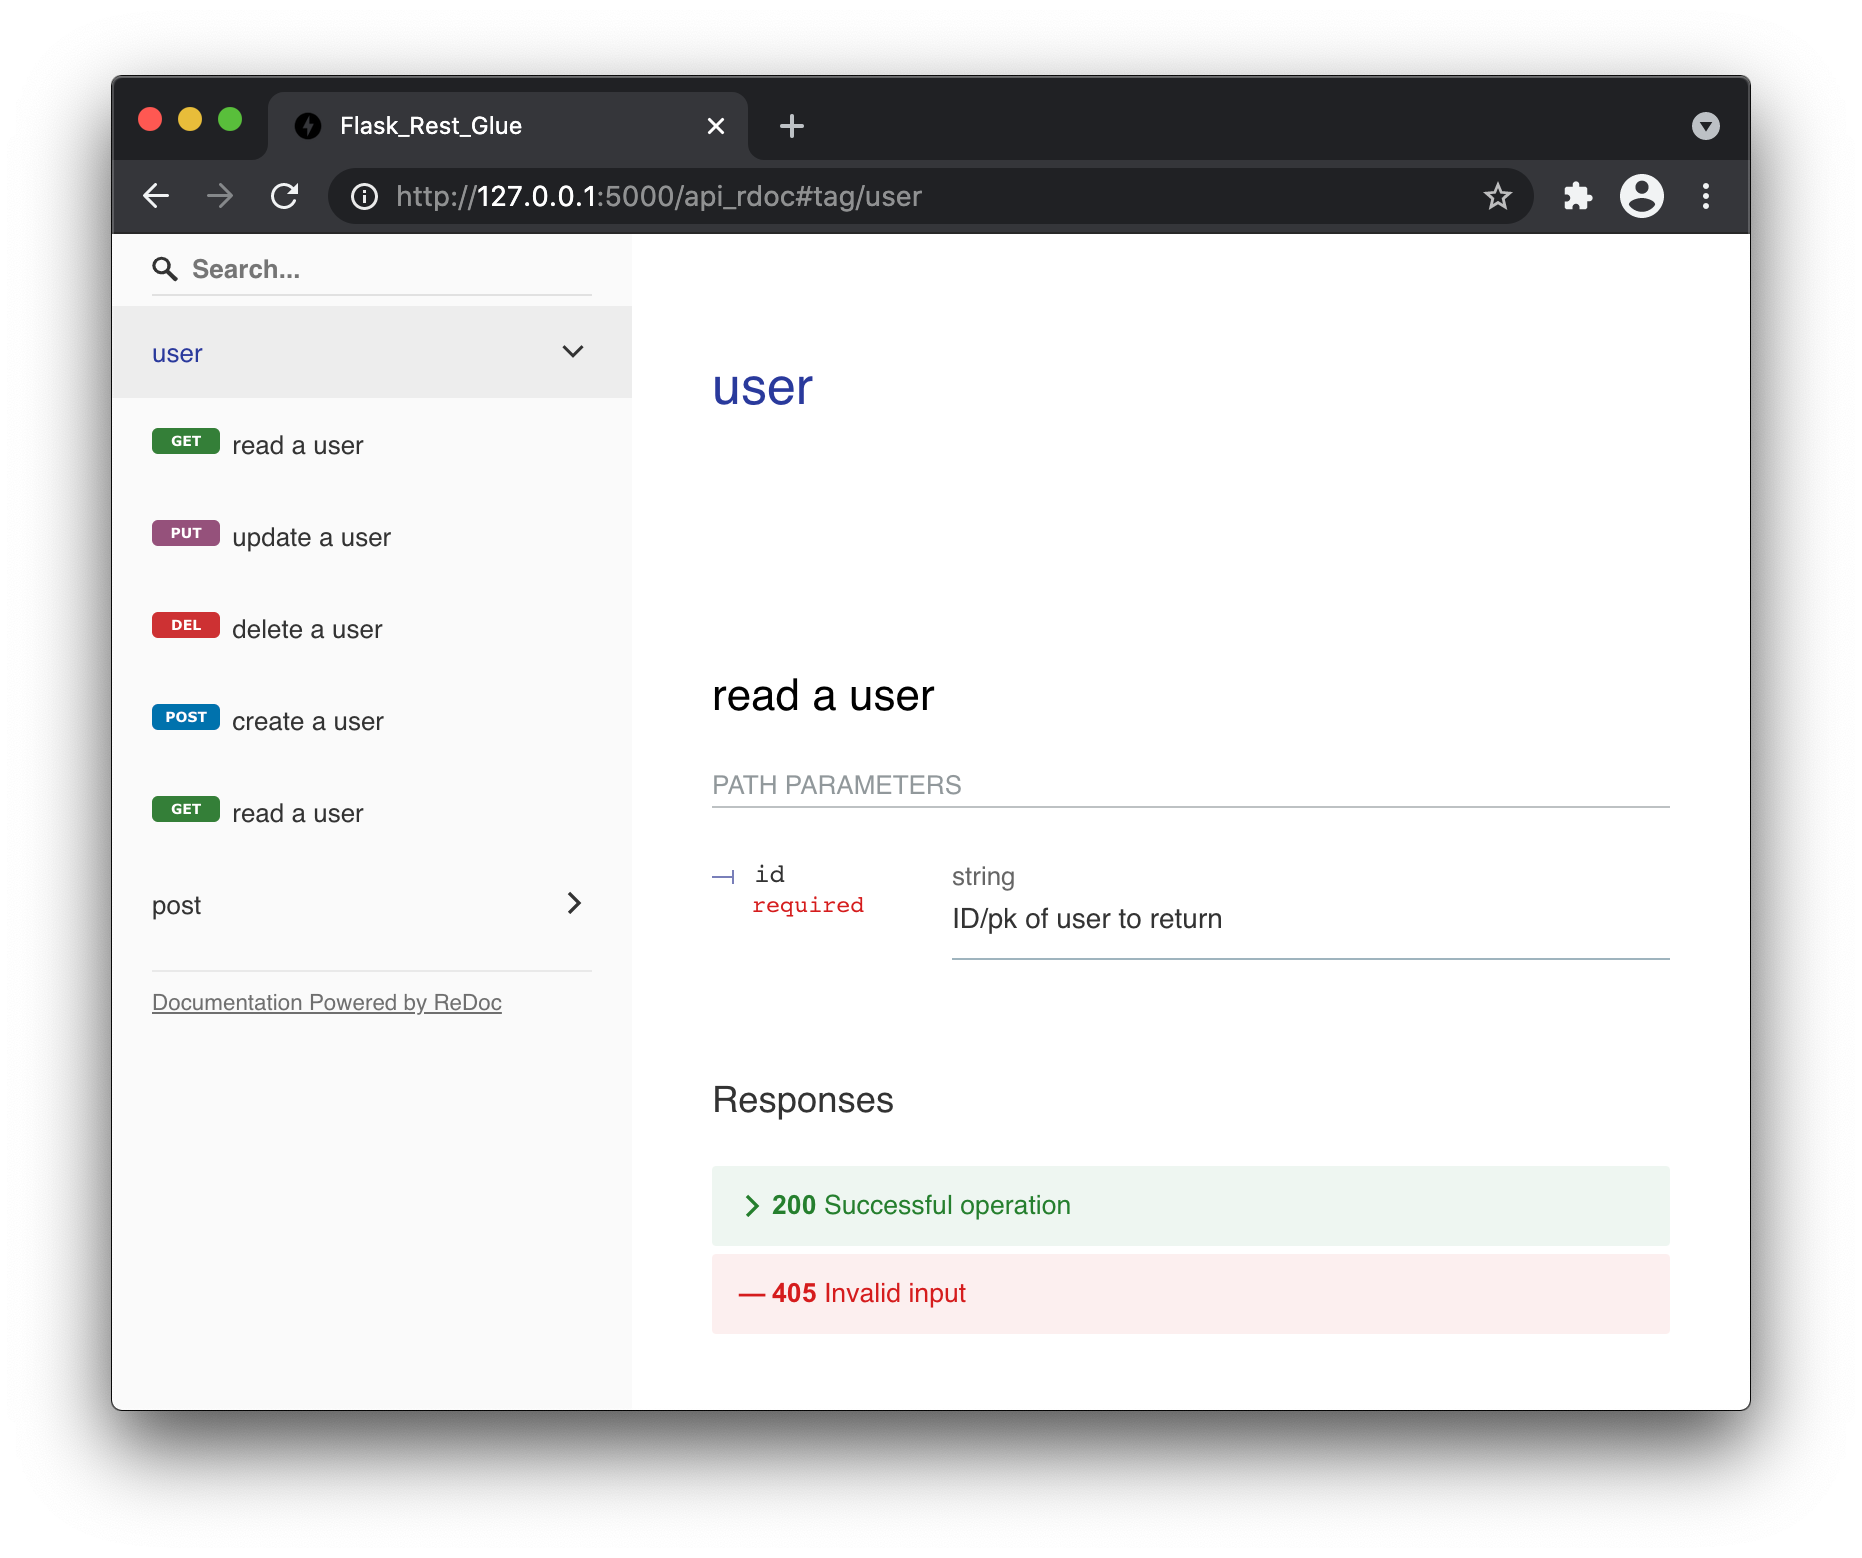 Flask_Rest_Glue
http://127.0.0.1:5000/api_rdoc#tag/user
Search...
user
GET read a user
PUT update a user
DEL delete a user
POST create a user
GET read a user
post
Documentation Powered by ReDoc
user
read a user
PATH PARAMETERS
id
required
string
ID/pk of user to return
Responses
200 Successful operation
405 Invalid input